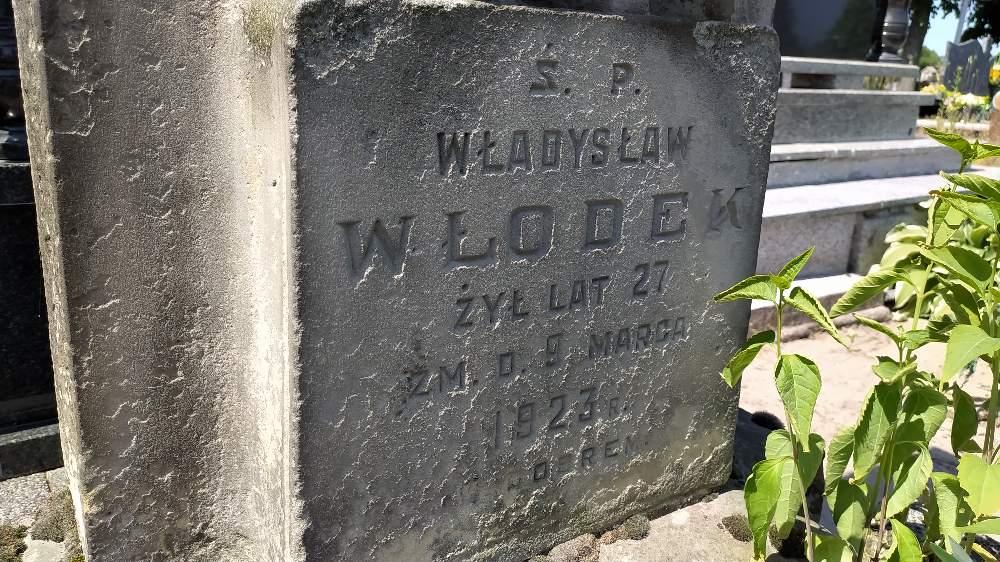 Ś. P.
WŁADYSŁAW
WŁODEK
ŻYŁ LAT 27
ZM. D. 9 MARCA
1923 R.